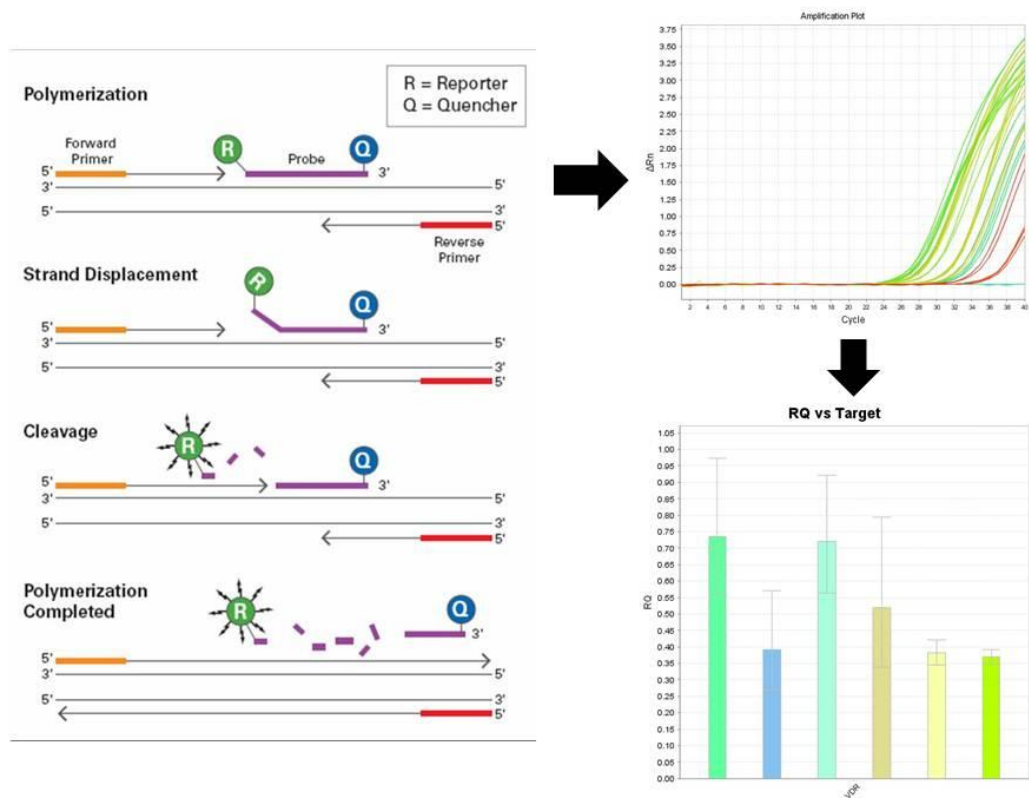 R = Reporter
Q = Quencher
Polymerization
Forward
Primer
R
Probe
Q
5'
3'
3'
5'
5'
3'
5'
Reverse
Primer
Strand Displacement
R
Q
5'
3'
3'
5'
5'
3'
5'
Cleavage
R
Q
5'
3'
3'
5'
5'
3'
5'
Polymerization
Completed
R
Q
3'
5'
3'
5'
5'
3'
5'
Amplification Plot
3.75
3.50
3.25
3.00
2.75
2.50
2.25
2.00
1.75
1.50
1.25
1.00
0.75
0.50
0.25
0.00
ΔRn
2 4 6 8 10 12 14 16 18 20 22 24 26 28 30 32 34 36 38 40
Cycle
RQ vs Target
1.05
1.00
0.95
0.90
0.85
0.80
0.75
0.70
0.65
0.60
0.55
0.50
0.45
0.40
0.35
0.30
0.25
0.20
0.15
0.10
0.05
0.00
RQ
VDR